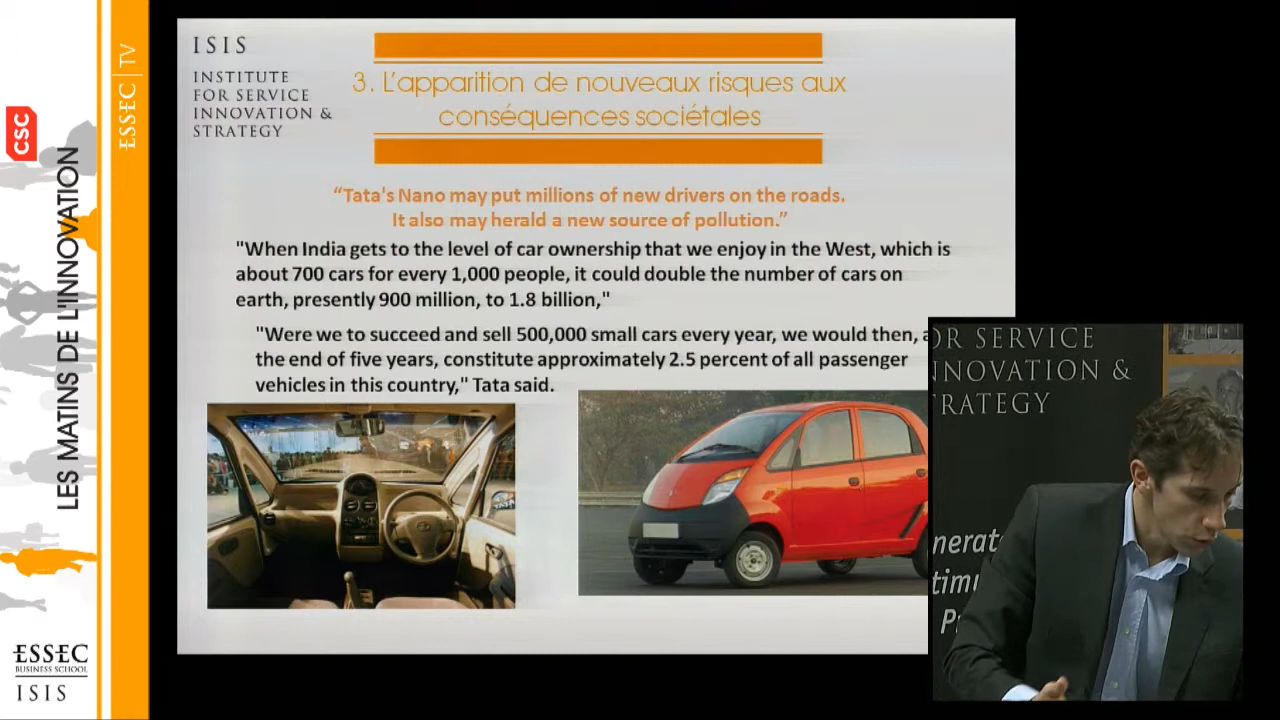 CSC
LES MATINS DE L'INNOVATION
ESSEC
BUSINESS SCHOOL
ISIS
ESSEC | TV
ISIS
INSTITUTE
FOR SERVICE
INNOVATION &
STRATEGY
3. L'apparition de nouveaux risques aux
conséquences sociétales
“Tata's Nano may put millions of new drivers on the roads.
It also may herald a new source of pollution.”
"When India gets to the level of car ownership that we enjoy in the West, which is
about 700 cars for every 1,000 people, it could double the number of cars on
earth, presently 900 million, to 1.8 billion,"
"Were we to succeed and sell 500,000 small cars every year, we would then, a
the end of five years, constitute approximately 2.5 percent of all passenger
vehicles in this country," Tata said.
OR SERVICE
NNOVATION &
TRATEGY
nerat
timu
P